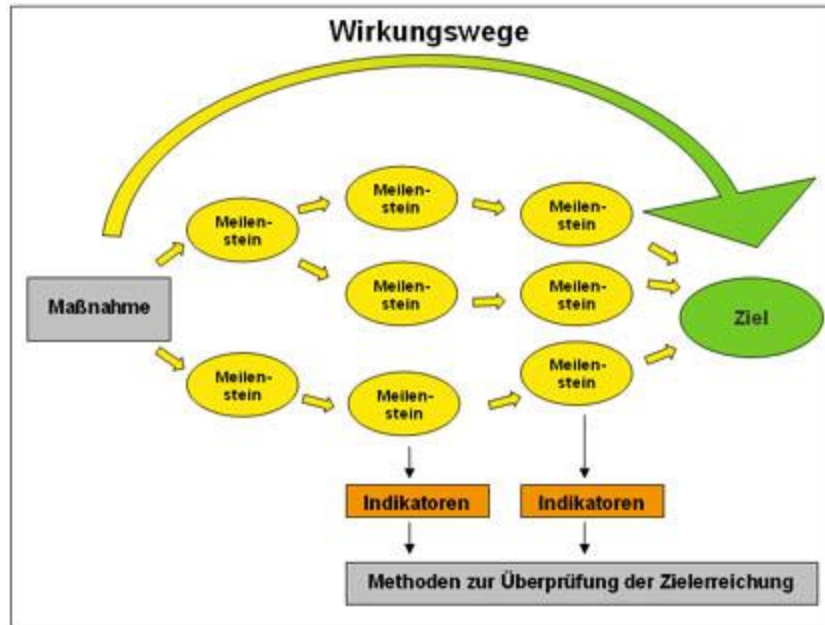 Wirkungswege
Meilen-
stein
Meilen-
stein
Meilen-
stein
Maßnahme
Meilen-
stein
Meilen-
stein
Ziel
Meilen-
stein
Meilen-
stein
Meilen-
stein
Indikatoren
Indikatoren
Methoden zur Überprüfung der Zielerreichung